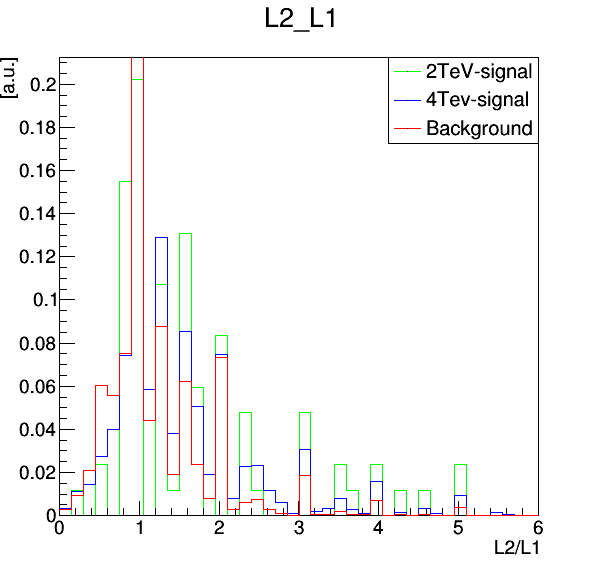 L2_L1
[a.u.]
2TeV-signal
4Tev-signal
Background
0.2
0.18
0.16
0.14
0.12
0.1
0.08
0.06
0.04
0.02
0
0 1 2 3 4 5 6
L2/L1